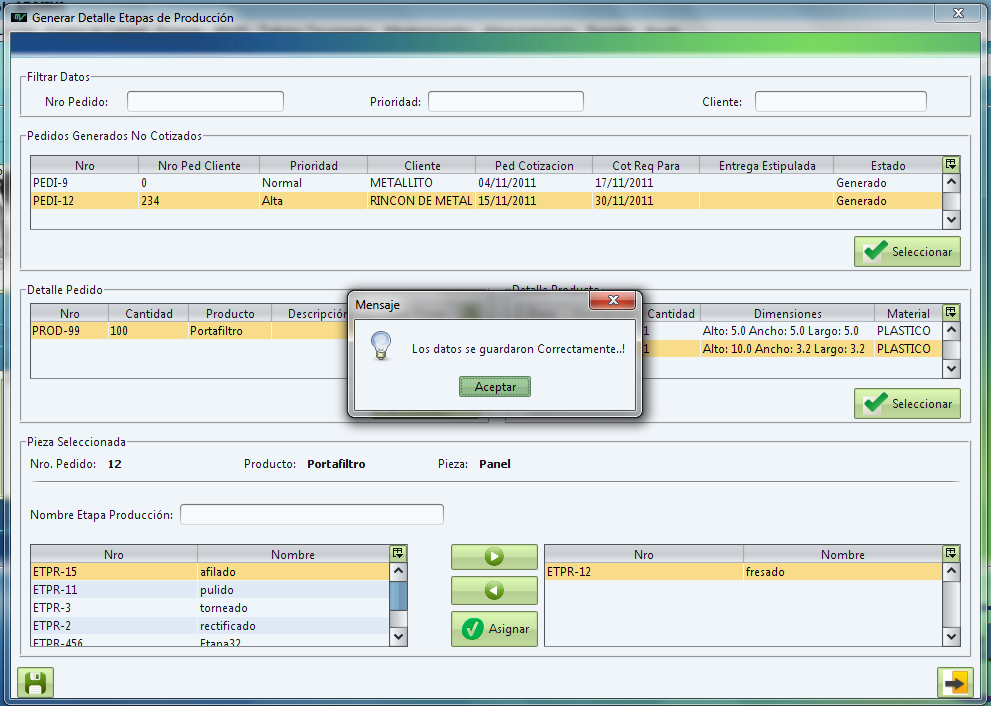 Generar Detalle Etapas de Producción
Filtrar Datos
Nro Pedido: Prioridad: Cliente:
Pedidos Generados No Cotizados
Nro Nro Ped Cliente Prioridad Cliente Ped Cotizacion Cot Req Para Entrega Estipulada Estado
PEDI-9 0 Normal METALLITO 04/11/2011 17/11/2011 Generado
PEDI-12 234 Alta RINCON DE METAL 15/11/2011 30/11/2011 Generado
Seleccionar
Detalle Pedido Detalle Producto
Nro Cantidad Producto Descripción Cantidad Dimensiones Material
PROD-99 100 Portafiltro 1 Alto: 5.0 Ancho: 5.0 Largo: 5.0 PLASTICO
1 Alto: 10.0 Ancho: 3.2 Largo: 3.2 PLASTICO
Mensaje
Los datos se guardaron Correctamente..!
Aceptar
Seleccionar
Pieza Seleccionada
Nro. Pedido: 12 Producto: Portafiltro Pieza: Panel
Nombre Etapa Producción:
Nro Nombre Nro Nombre
ETPR-15 afilado ETPR-12 fresado
ETPR-11 pulido
ETPR-3 torneado
ETPR-2 rectificado
ETPR-456 Etapa32
Asignar